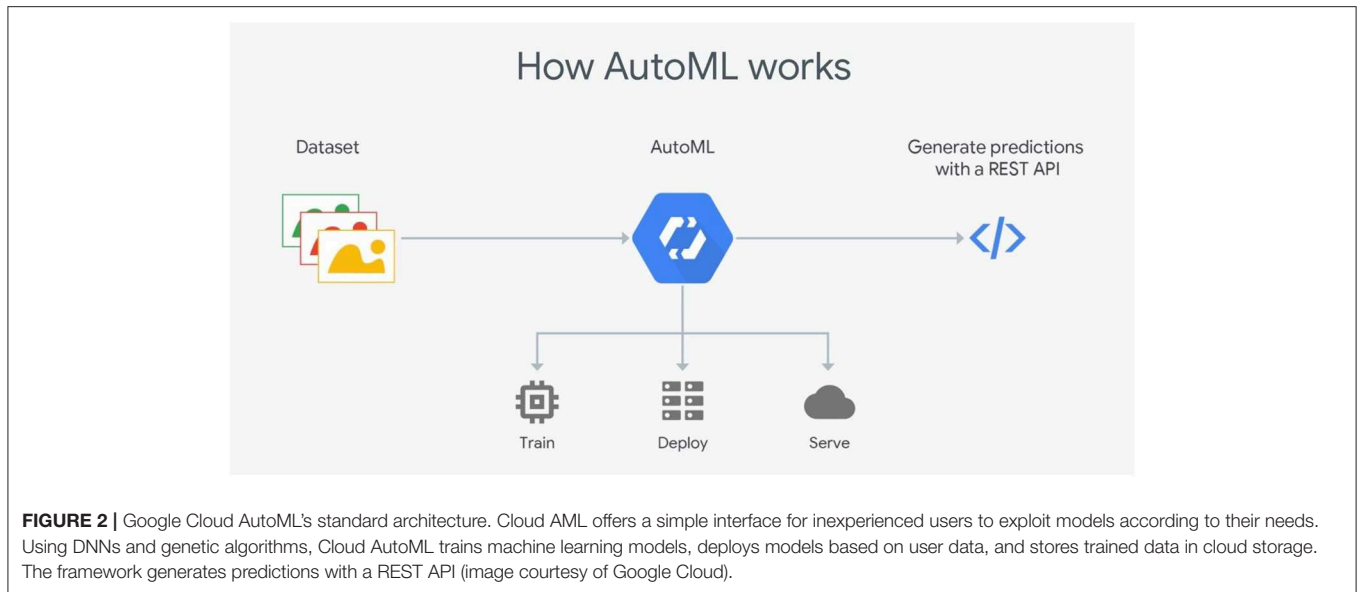 How AutoML works
Dataset
AutoML
Generate predictions
with a REST API
</>
Train
Deploy
Serve
FIGURE 2 | Google Cloud AutoML's standard architecture. Cloud AML offers a simple interface for inexperienced users to exploit models according to their needs.
Using DNNs and genetic algorithms, Cloud AutoML trains machine learning models, deploys models based on user data, and stores trained data in cloud storage.
The framework generates predictions with a REST API (image courtesy of Google Cloud).